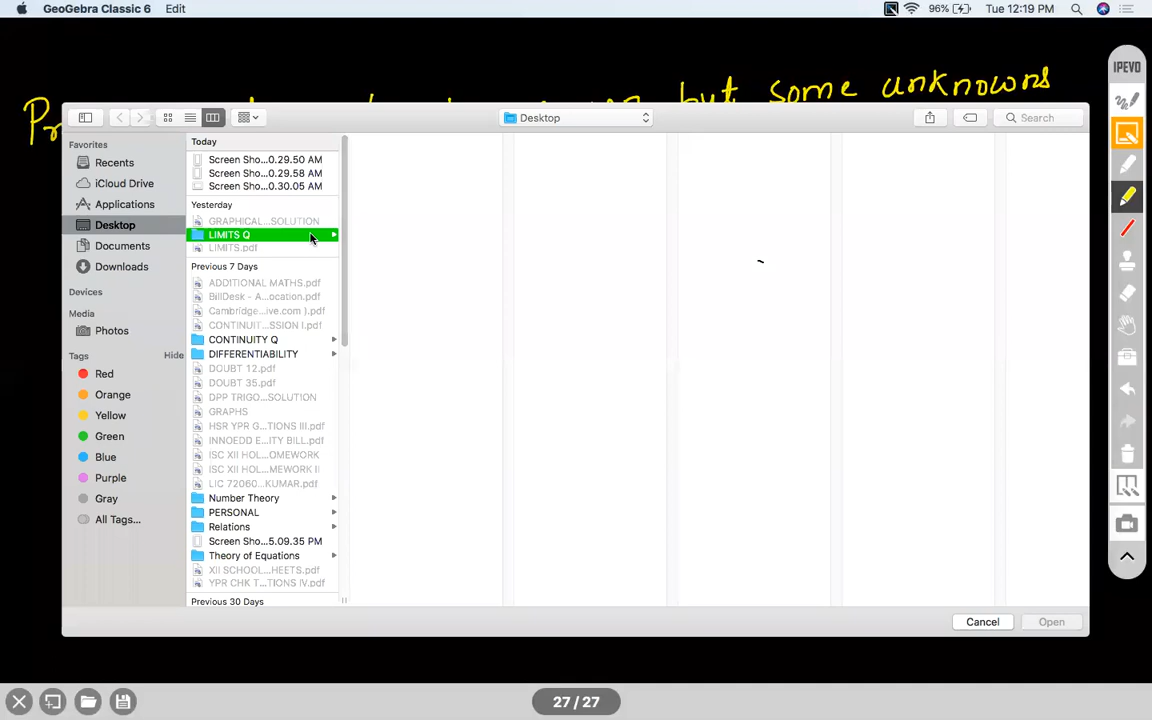 GeoGebra Classic 6 Edit 96% Tue 12:19 PM
but some unknowns
IPEVO
Desktop
Search
Favorites
Recents
iCloud Drive
Applications
Desktop
Documents
Downloads
Devices
Media
Photos
Tags Hide
Red
Orange
Yellow
Green
Blue
Purple
Gray
All Tags...
Today
Screen Sho...0.29.50 AM
Screen Sho...0.29.58 AM
Screen Sho...0.30.05 AM
Yesterday
GRAPHICAL...SOLUTION
LIMITS Q
LIMITS.pdf
Previous 7 Days
ADDITIONAL MATHS.pdf
BillDesk - A...ocation.pdf
Cambridge...ive.com ).pdf
CONTINUIT...SSION I.pdf
CONTINUITY Q
DIFFERENTIABILITY
DOUBT 12.pdf
DOUBT 35.pdf
DPP TRIGO...SOLUTION
GRAPHS
HSR YPR G...TIONS III.pdf
INNOEDD E...ITY BILL.pdf
ISC XII HOL...OMEWORK
ISC XII HOL...MEWORK II
LIC 72060...KUMAR.pdf
Number Theory
PERSONAL
Relations
Screen Sho...5.09.35 PM
Theory of Equations
XII SCHOOL...HEETS.pdf
YPR CHK T...TIONS IV.pdf
Previous 30 Days
Cancel Open
27 / 27